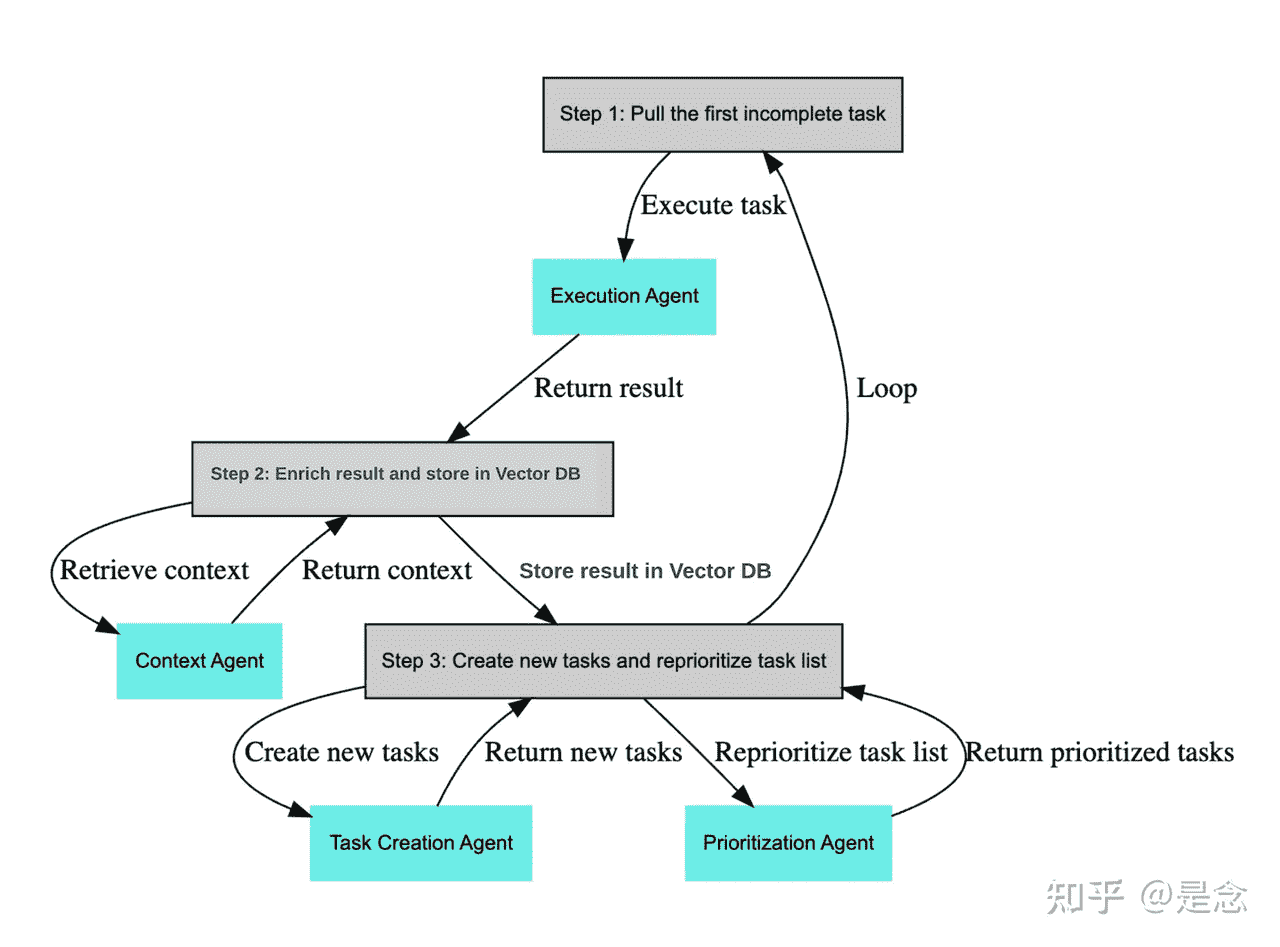 Step 1: Pull the first incomplete task
Execute task
Execution Agent
Return result
Loop
Step 2: Enrich result and store in Vector DB
Retrieve context
Return context
Store result in Vector DB
Context Agent
Step 3: Create new tasks and reprioritize task list
Create new tasks
Return new tasks
Reprioritize task list
Return prioritized tasks
Task Creation Agent
Prioritization Agent
知乎 @是念